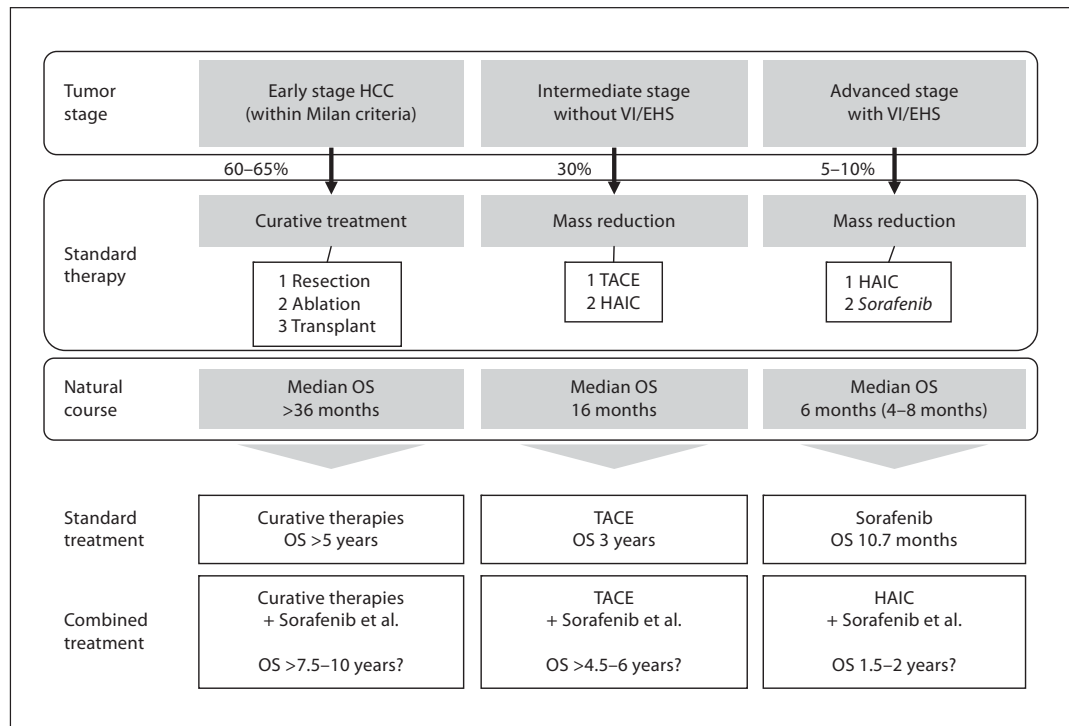 Tumor
stage
Early stage HCC
(within Milan criteria)
Intermediate stage
without VI/EHS
Advanced stage
with VI/EHS
60–65%
30%
5–10%
Standard
therapy
Curative treatment
Mass reduction
Mass reduction
1 Resection
2 Ablation
3 Transplant
1 TACE
2 HAIC
1 HAIC
2 Sorafenib
Natural
course
Median OS
>36 months
Median OS
16 months
Median OS
6 months (4–8 months)
Standard
treatment
Curative therapies
OS >5 years
TACE
OS 3 years
Sorafenib
OS 10.7 months
Combined
treatment
Curative therapies
+ Sorafenib et al.
OS >7.5–10 years?
TACE
+ Sorafenib et al.
OS >4.5–6 years?
HAIC
+ Sorafenib et al.
OS 1.5–2 years?